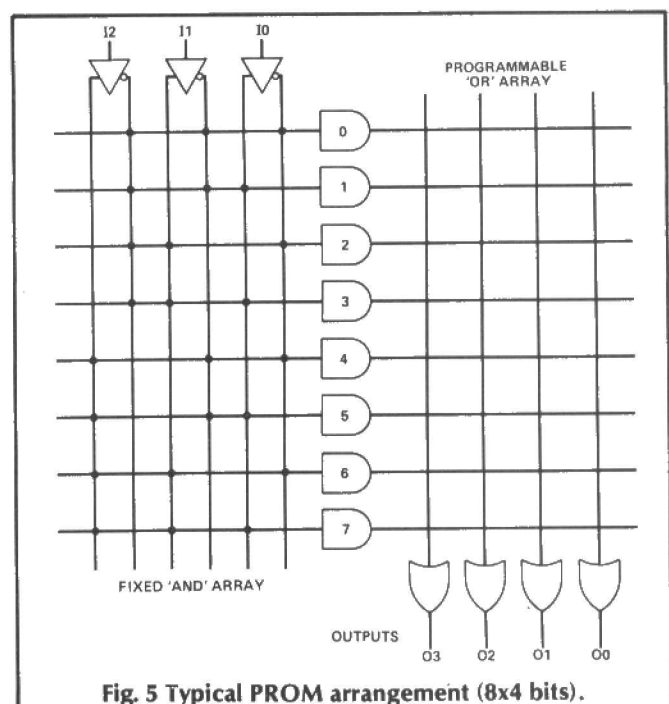 I2 I1 I0
PROGRAMMABLE
'OR' ARRAY
0
1
2
3
4
5
6
7
FIXED 'AND' ARRAY
OUTPUTS
O3 O2 O1 O0
Fig. 5 Typical PROM arrangement (8x4 bits).